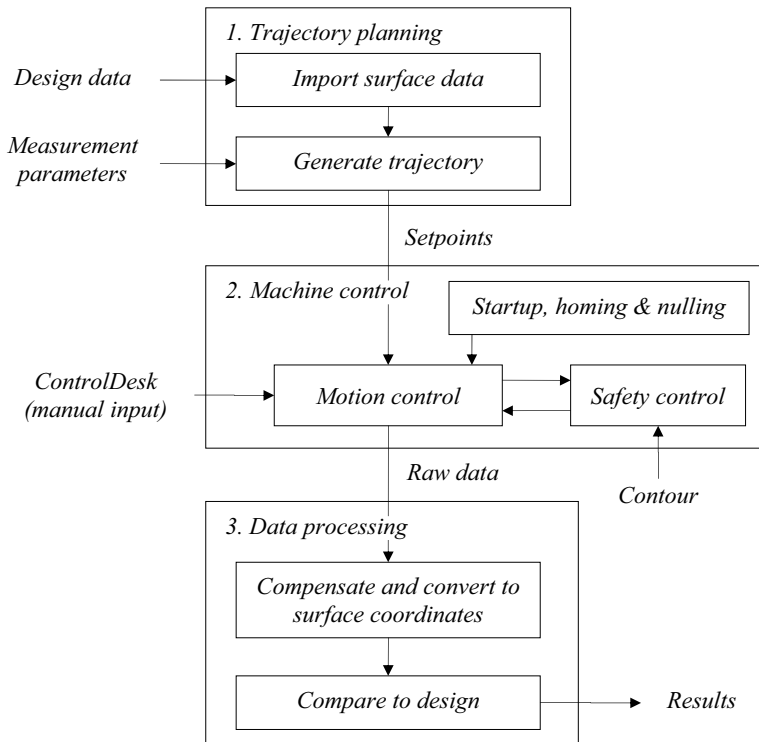 1. Trajectory planning
Design data
Import surface data
Measurement
parameters
Generate trajectory
Setpoints
2. Machine control
Startup, homing & nulling
ControlDesk
(manual input)
Motion control
Safety control
Raw data
Contour
3. Data processing
Compensate and convert to
surface coordinates
Compare to design
Results